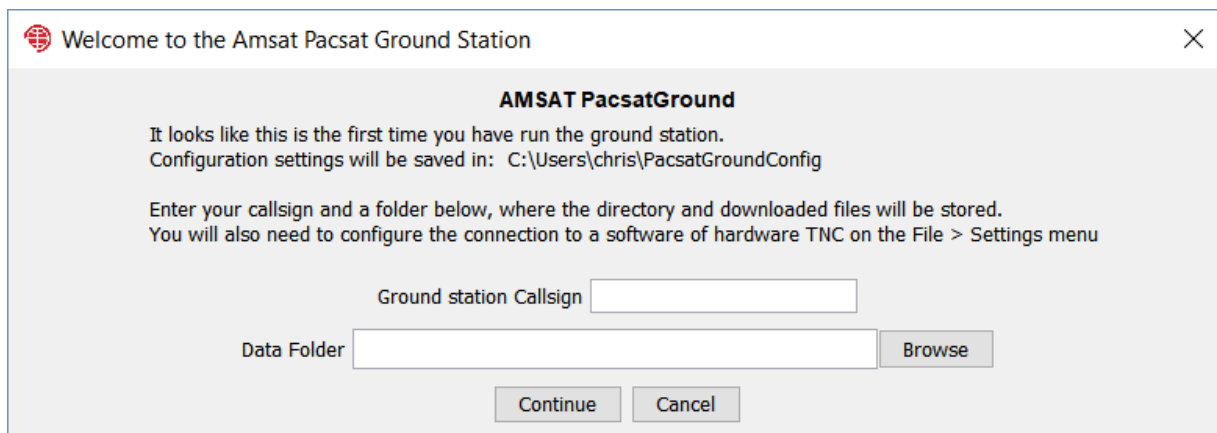 Welcome to the Amsat Pacsat Ground Station
AMSAT PacsatGround
It looks like this is the first time you have run the ground station.
Configuration settings will be saved in: C:\Users\chris\PacsatGroundConfig
Enter your callsign and a folder below, where the directory and downloaded files will be stored.
You will also need to configure the connection to a software of hardware TNC on the File > Settings menu
Ground station Callsign
Data Folder Browse
Continue Cancel